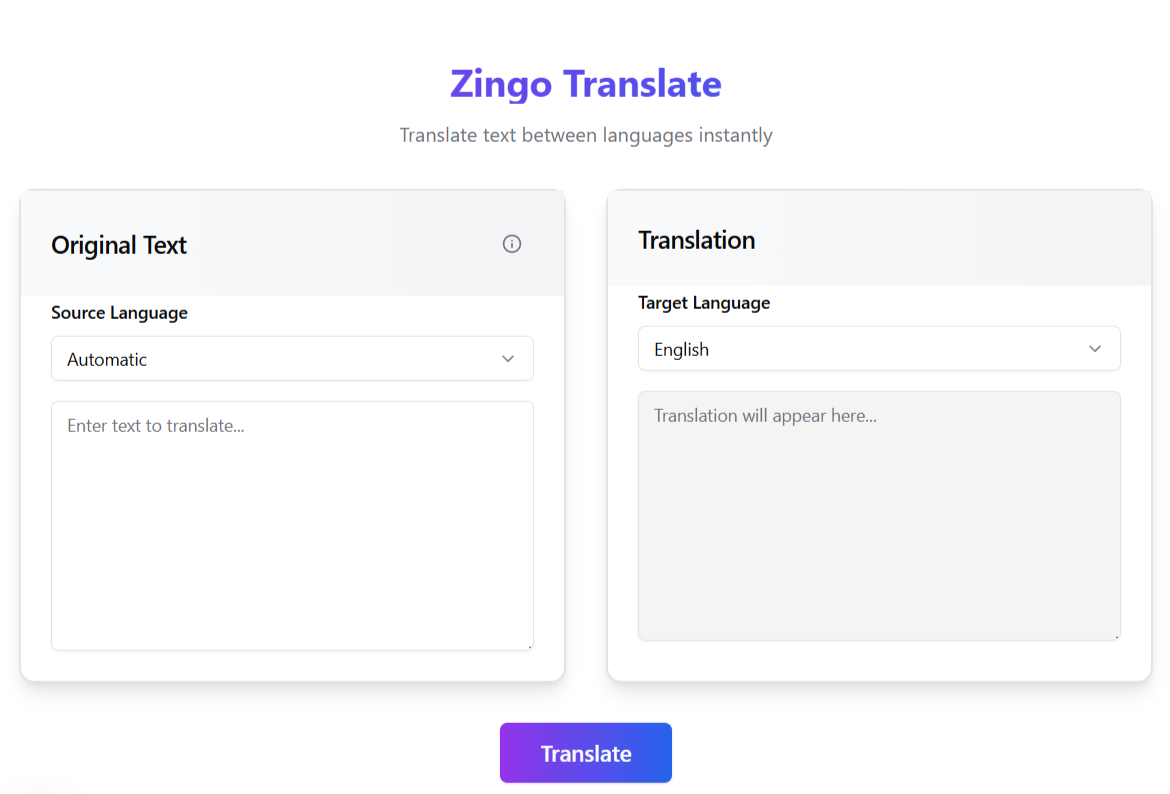 Zingo Translate
Translate text between languages instantly
Original Text
Source Language
Automatic
Enter text to translate...
Translation
Target Language
English
Translation will appear here...
Translate